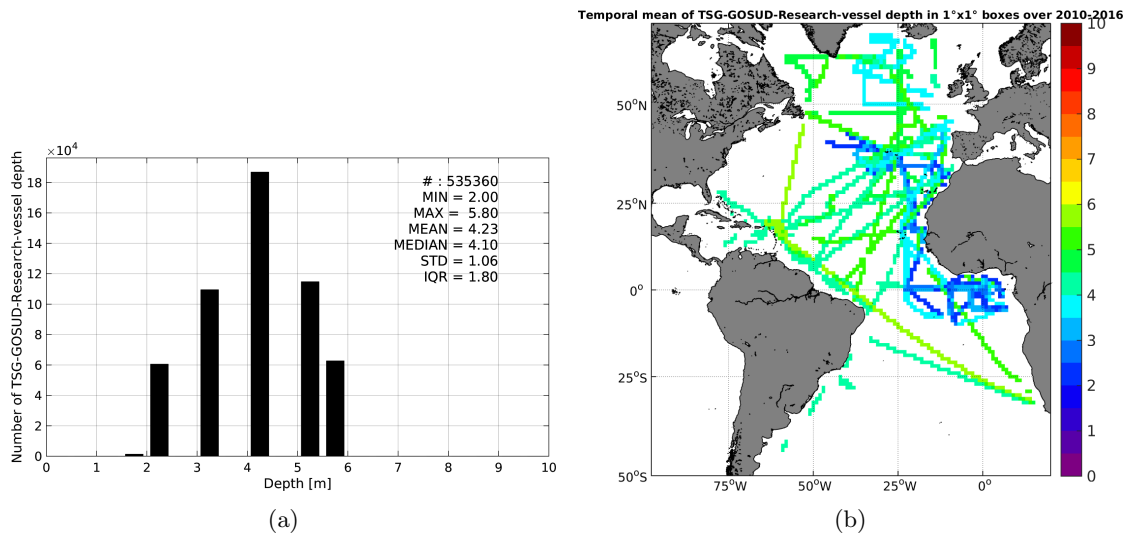 Temporal mean of TSG-GOSUD-Research-vessel depth in 1°x1° boxes over 2010-2016
×10⁴
Number of TSG-GOSUD-Research-vessel depth
18
16
14
12
10
8
6
4
2
0
# : 535360
MIN = 2.00
MAX = 5.80
MEAN = 4.23
MEDIAN = 4.10
STD = 1.06
IQR = 1.80
0 1 2 3 4 5 6 7 8 9 10
Depth [m]
(a)
50°N
25°N
0°
25°S
50°S
75°W 50°W 25°W 0°
10
9
8
7
6
5
4
3
2
1
0
(b)